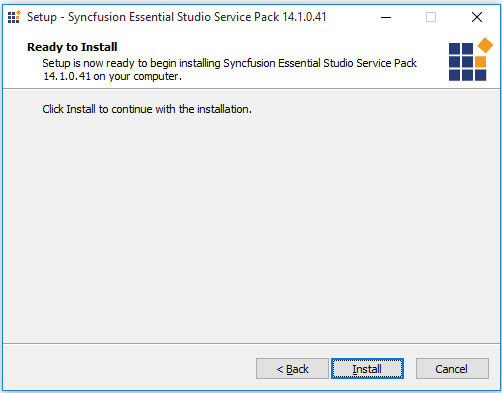 Setup - Syncfusion Essential Studio Service Pack 14.1.0.41
Ready to Install
Setup is now ready to begin installing Syncfusion Essential Studio Service Pack
14.1.0.41 on your computer.
Click Install to continue with the installation.
< Back
Install
Cancel